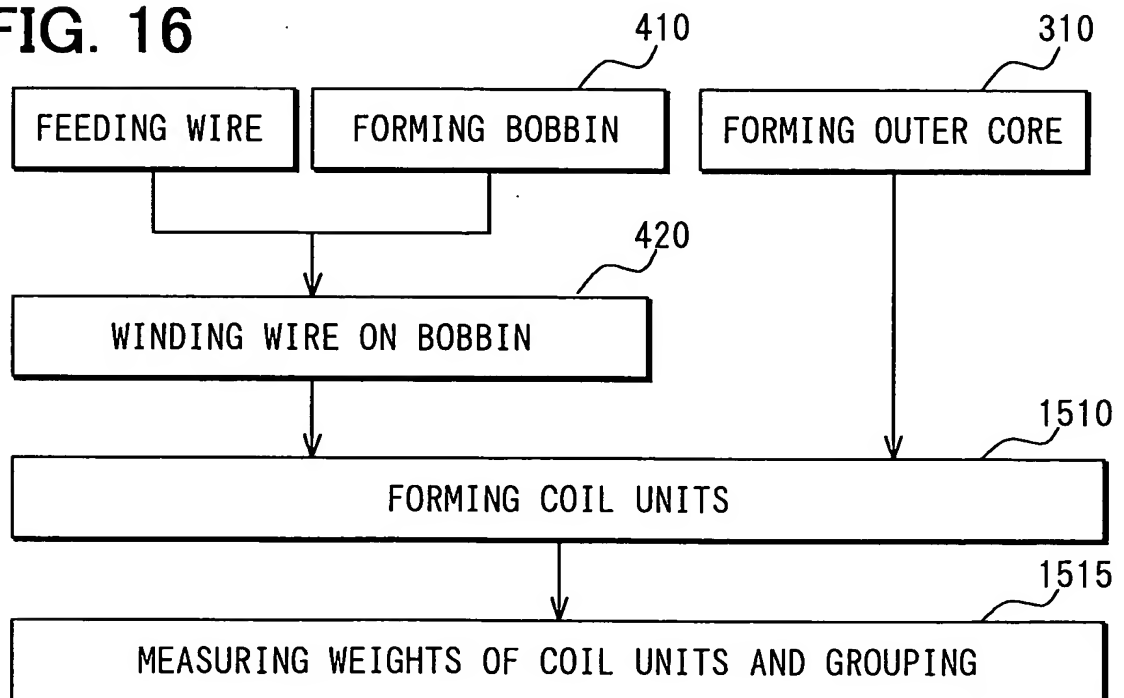 FIG. 16
410
310
FEEDING WIRE
FORMING BOBBIN
FORMING OUTER CORE
420
WINDING WIRE ON BOBBIN
1510
FORMING COIL UNITS
1515
MEASURING WEIGHTS OF COIL UNITS AND GROUPING